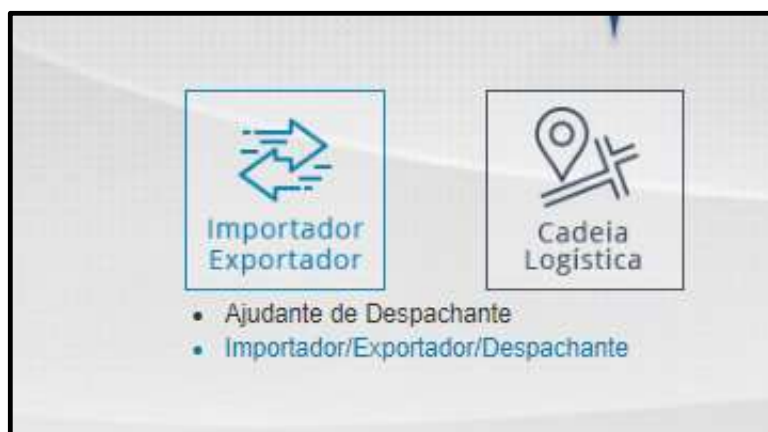 Importador
Exportador
Cadeia
Logística
Ajudante de Despachante
Importador/Exportador/Despachante